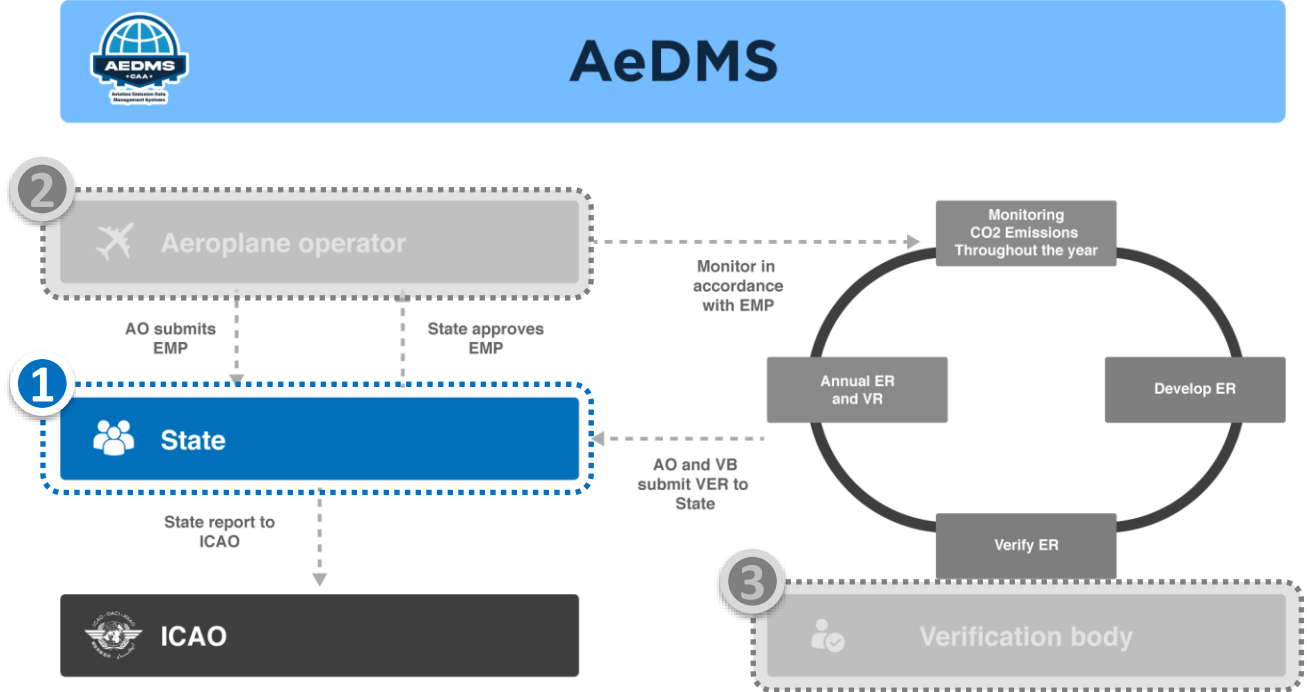 AEDMS
CAA
Aviation Emission Data
Management Systems
AeDMS
2
Aeroplane operator
Monitoring
CO2 Emissions
Throughout the year
Monitor in
accordance
with EMP
AO submits
EMP
State approves
EMP
1
State
Annual ER
and VR
Develop ER
AO and VB
submit VER to
State
State report to
ICAO
Verify ER
3
ICAO
Verification body